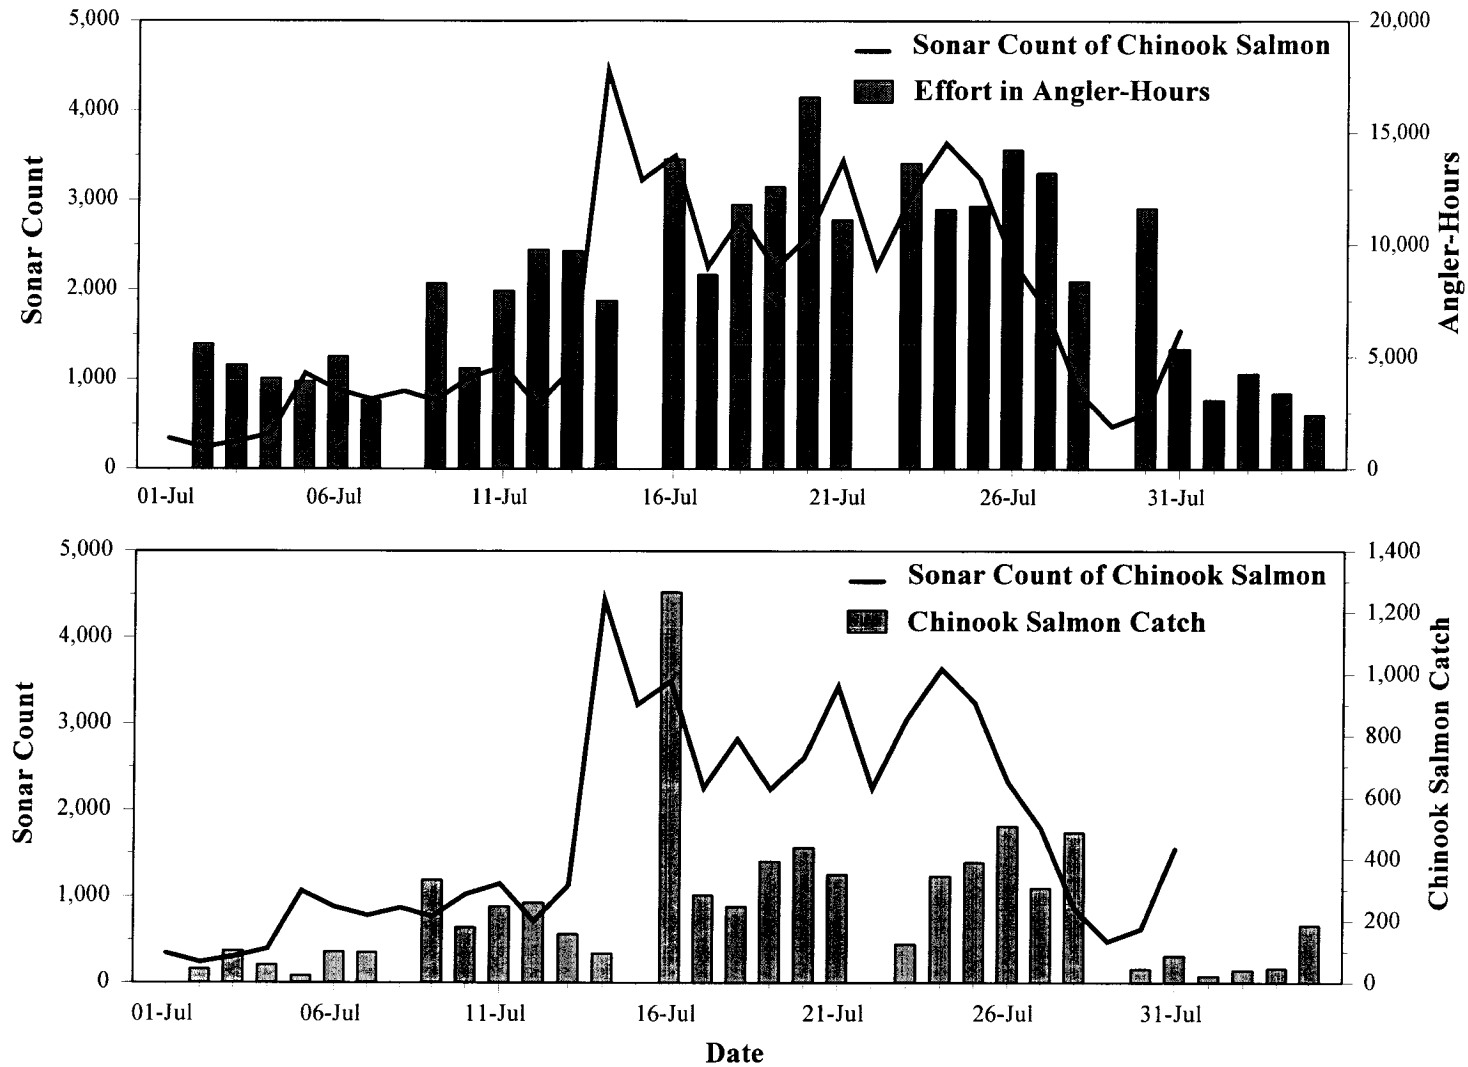 5,000
4,000
3,000
2,000
1,000
0
Sonar Count
Sonar Count of Chinook Salmon
Effort in Angler-Hours
20,000
15,000
10,000
5,000
0
Angler-Hours
01-Jul 06-Jul 11-Jul 16-Jul 21-Jul 26-Jul 31-Jul
5,000
4,000
3,000
2,000
1,000
0
Sonar Count
Sonar Count of Chinook Salmon
Chinook Salmon Catch
1,400
1,200
1,000
800
600
400
200
0
Chinook Salmon Catch
01-Jul 06-Jul 11-Jul 16-Jul 21-Jul 26-Jul 31-Jul
Date